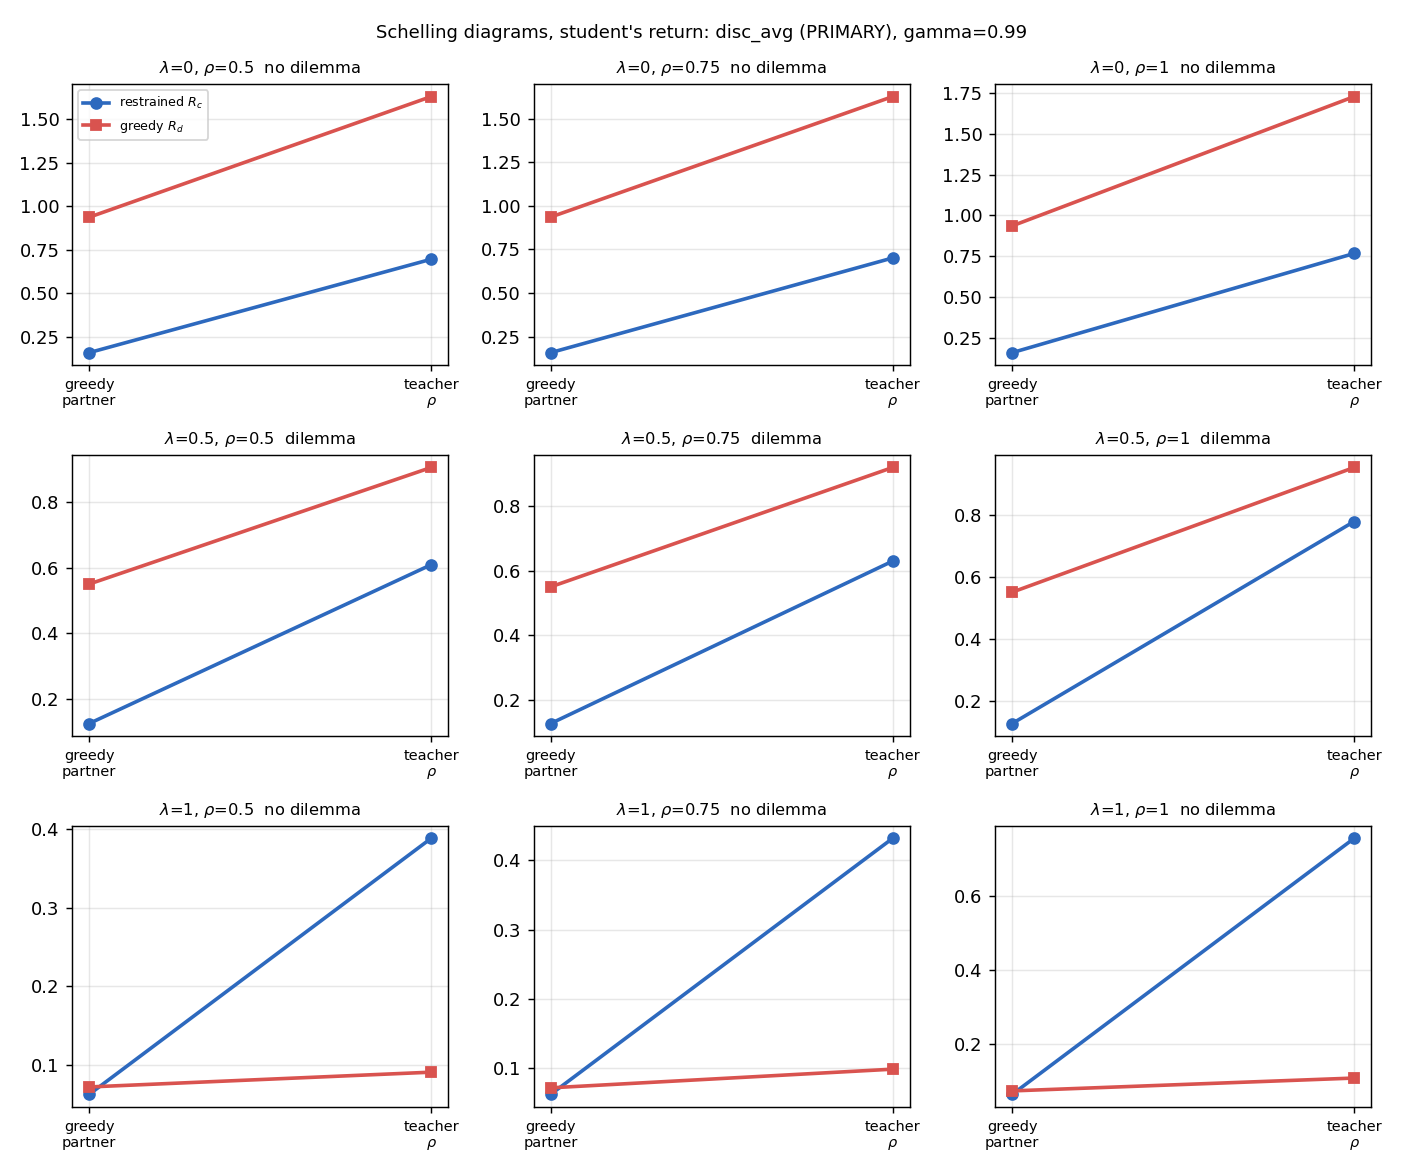 Schelling diagrams, student's return: disc_avg (PRIMARY), gamma=0.99
λ=0, ρ=0.5  no dilemma
restrained R_c
greedy R_d
1.50
1.25
1.00
0.75
0.50
0.25
greedy
partner
teacher
ρ
λ=0, ρ=0.75  no dilemma
1.50
1.25
1.00
0.75
0.50
0.25
greedy
partner
teacher
ρ
λ=0, ρ=1  no dilemma
1.75
1.50
1.25
1.00
0.75
0.50
0.25
greedy
partner
teacher
ρ
λ=0.5, ρ=0.5  dilemma
0.8
0.6
0.4
0.2
greedy
partner
teacher
ρ
λ=0.5, ρ=0.75  dilemma
0.8
0.6
0.4
0.2
greedy
partner
teacher
ρ
λ=0.5, ρ=1  dilemma
0.8
0.6
0.4
0.2
greedy
partner
teacher
ρ
λ=1, ρ=0.5  no dilemma
0.4
0.3
0.2
0.1
greedy
partner
teacher
ρ
λ=1, ρ=0.75  no dilemma
0.4
0.3
0.2
0.1
greedy
partner
teacher
ρ
λ=1, ρ=1  no dilemma
0.6
0.4
0.2
greedy
partner
teacher
ρ